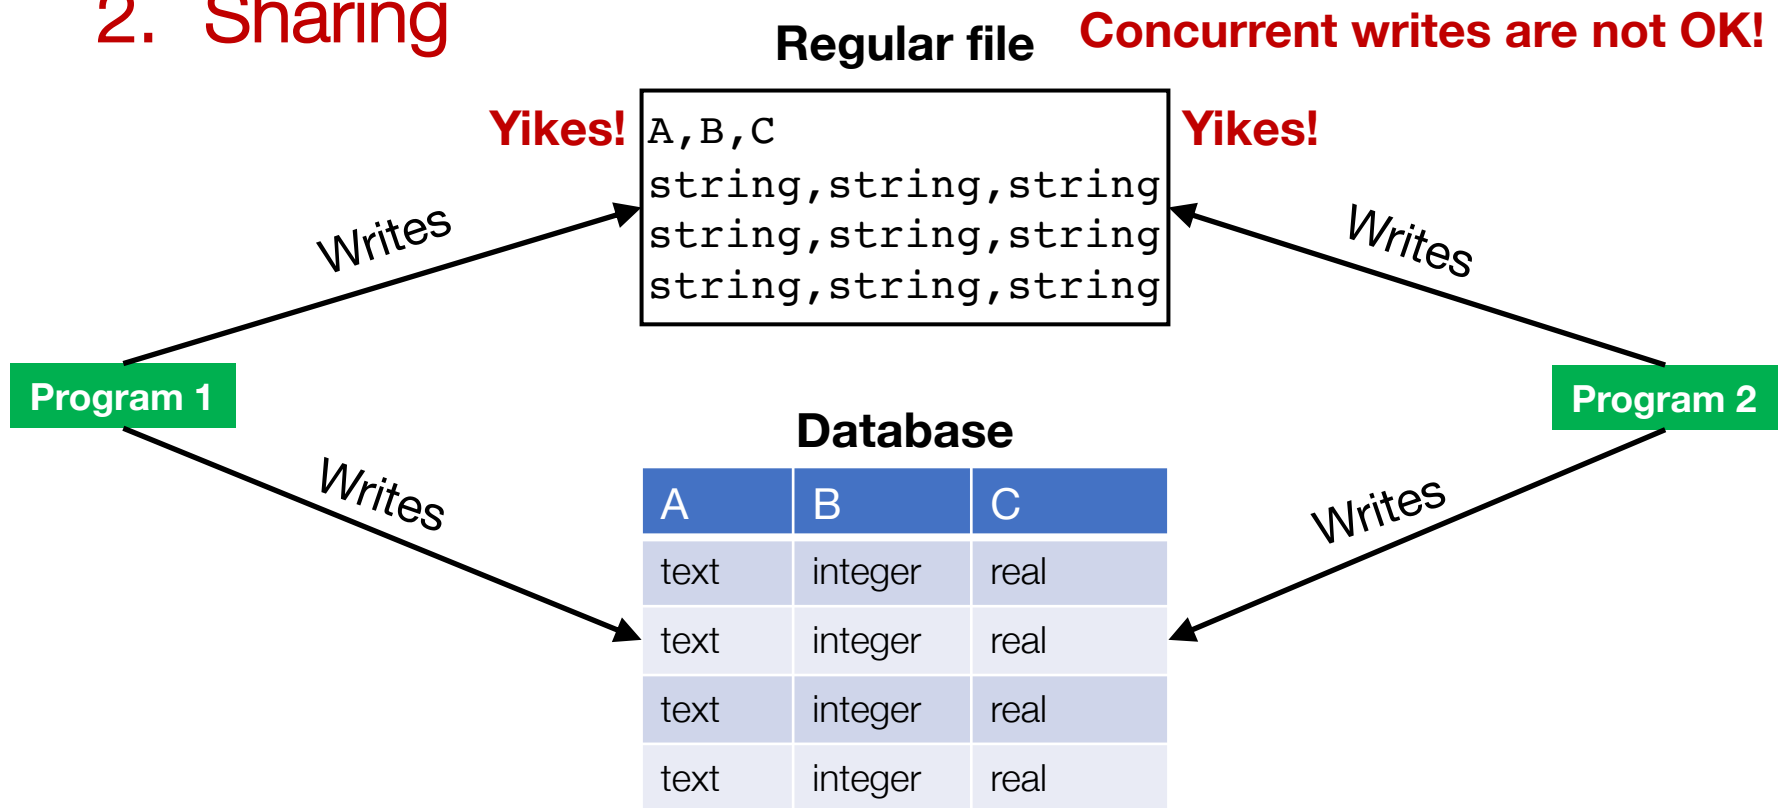 2. Sharing
Concurrent writes are not OK!
Regular file
Yikes!
A,B,C
string,string,string
string,string,string
string,string,string
Yikes!
Writes
Writes
Program 1
Program 2
Database
Writes
Writes
A B C
text integer real
text integer real
text integer real
text integer real